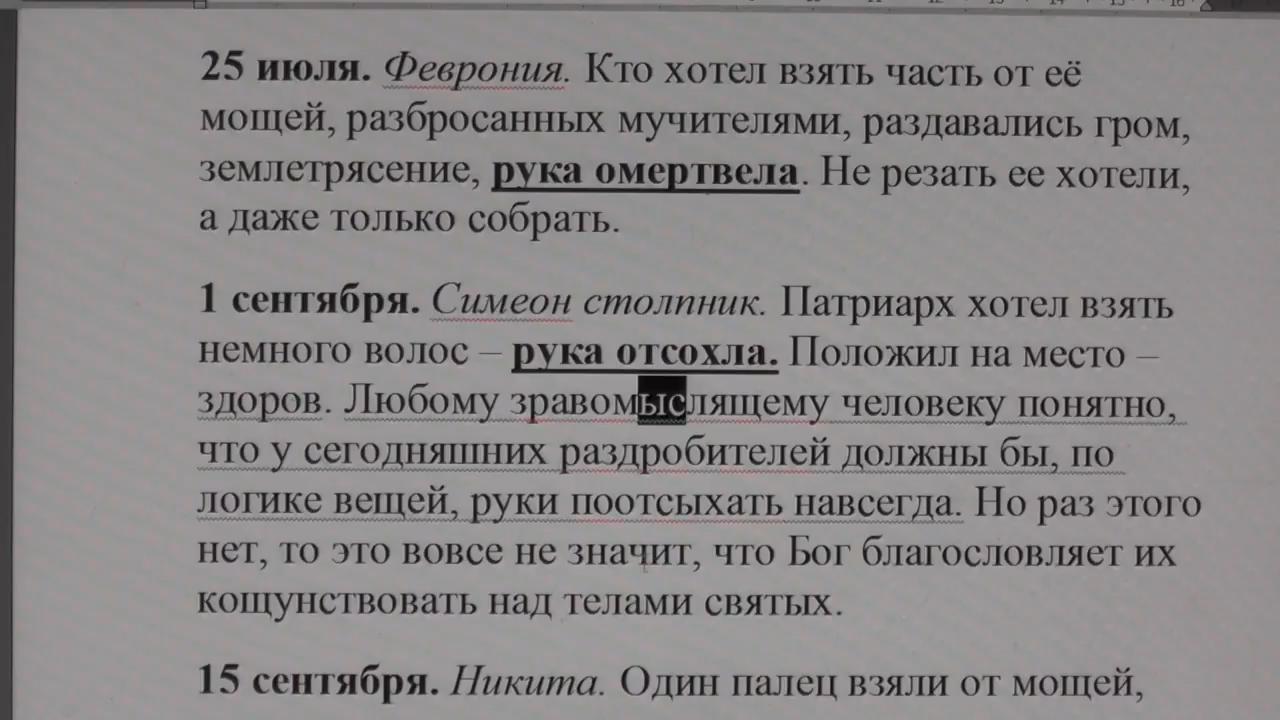 25 июля. Феврония. Кто хотел взять часть от её
мощей, разбросанных мучителями, раздавались гром,
землетрясение, рука омертвела. Не резать ее хотели,
а даже только собрать.
1 сентября. Симеон столпник. Патриарх хотел взять
немного волос – рука отсохла. Положил на место –
здоров. Любому зравомыслящему человеку понятно,
что у сегодняшних раздробителей должны бы, по
логике вещей, руки поотсыхать навсегда. Но раз этого
нет, то это вовсе не значит, что Бог благословляет их
кощунствовать над телами святых.
15 сентября. Никита. Один палец взяли от мощей,